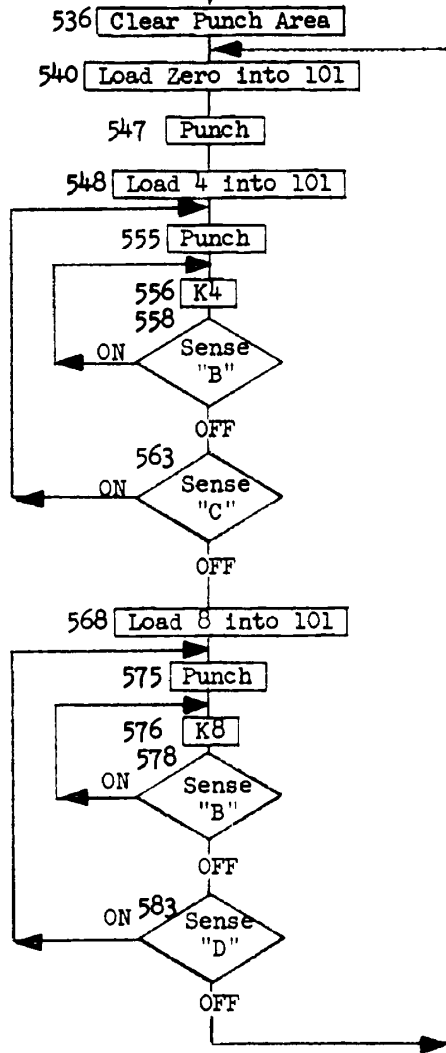 536 Clear Punch Area
540 Load Zero into 101
547 Punch
548 Load 4 into 101
555 Punch
556 K4
558
Sense
"B"
ON
OFF
563
Sense
"C"
ON
OFF
568 Load 8 into 101
575 Punch
576 K8
578
Sense
"B"
ON
OFF
583
Sense
"D"
ON
OFF